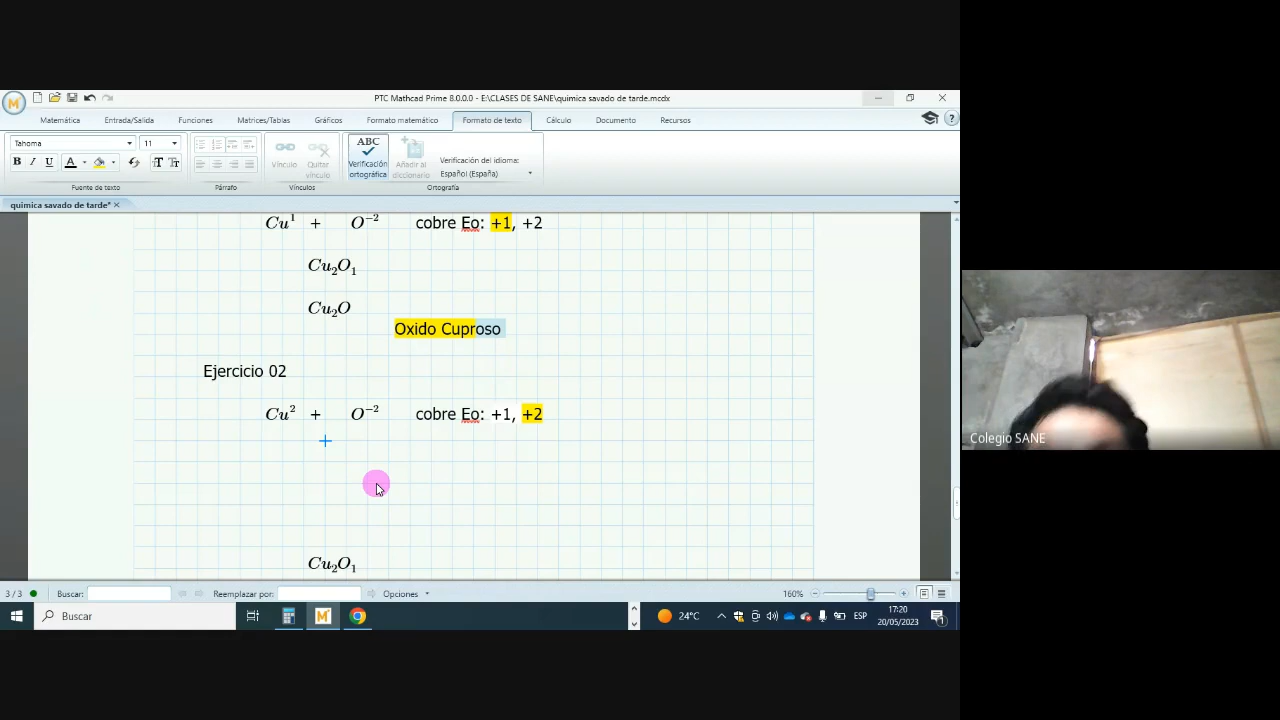 PTC Mathcad Prime 8.0.0.0 - E:\CLASES DE SANE\quimica savado de tarde.mcdx
Matemática Entrada/Salida Funciones Matrices/Tablas Gráficos Formato matemático Formato de texto Cálculo Documento Recursos
Tahoma 11
B I U A
ABC
Verificación ortográfica
Vínculo
Quitar vínculo
Añadir al diccionario
Verificación del idioma:
Español (España)
Fuente de texto Párrafo Vínculos Ortografía
quimica savado de tarde*
Cu¹ + O⁻² cobre Eo: +1, +2
Cu₂O₁
Cu₂O
Oxido Cuproso
Ejercicio 02
Cu² + O⁻² cobre Eo: +1, +2
Cu₂O₁
Colegio SANE
3 / 3 Buscar: Reemplazar por: Opciones 160%
Buscar
24°C
ESP
17:20
20/05/2023
1